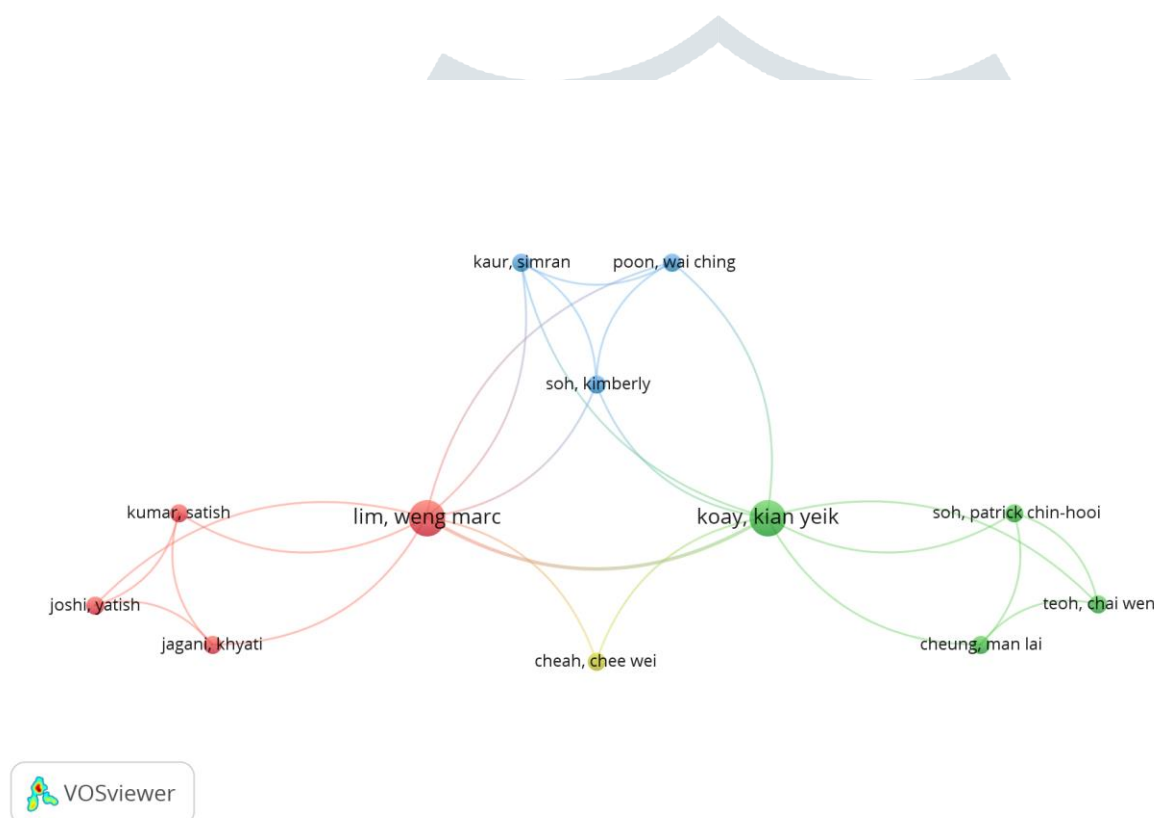 kaur, simran
poon, wai ching
soh, kimberly
kumar, satish
lim, weng marc
koay, kian yeik
soh, patrick chin-hooi
joshi, yatish
teoh, chai wen
jagani, khyati
cheung, man lai
cheah, chee wei
VOSviewer